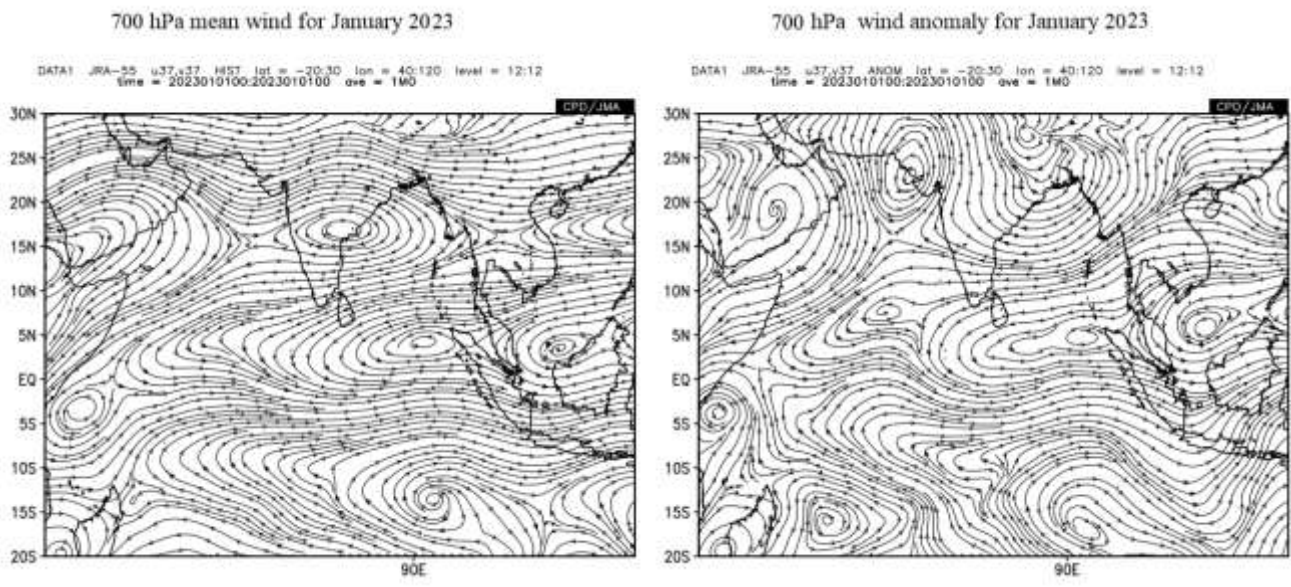 700 hPa mean wind for January 2023
DATA1 JRA-55 u37,v37 HIST lat = -20:30 lon = 40:120 level = 12:12
time = 2023010100:2023010100 ave = 1MO
CPD/JMA
30N
25N
20N
15N
10N
5N
EQ
5S
10S
15S
20S
90E
700 hPa wind anomaly for January 2023
DATA1 JRA-55 u37,v37 ANOM lat = -20:30 lon = 40:120 level = 12:12
time = 2023010100:2023010100 ave = 1MO
CPD/JMA
30N
25N
20N
15N
10N
5N
EQ
5S
10S
15S
20S
90E